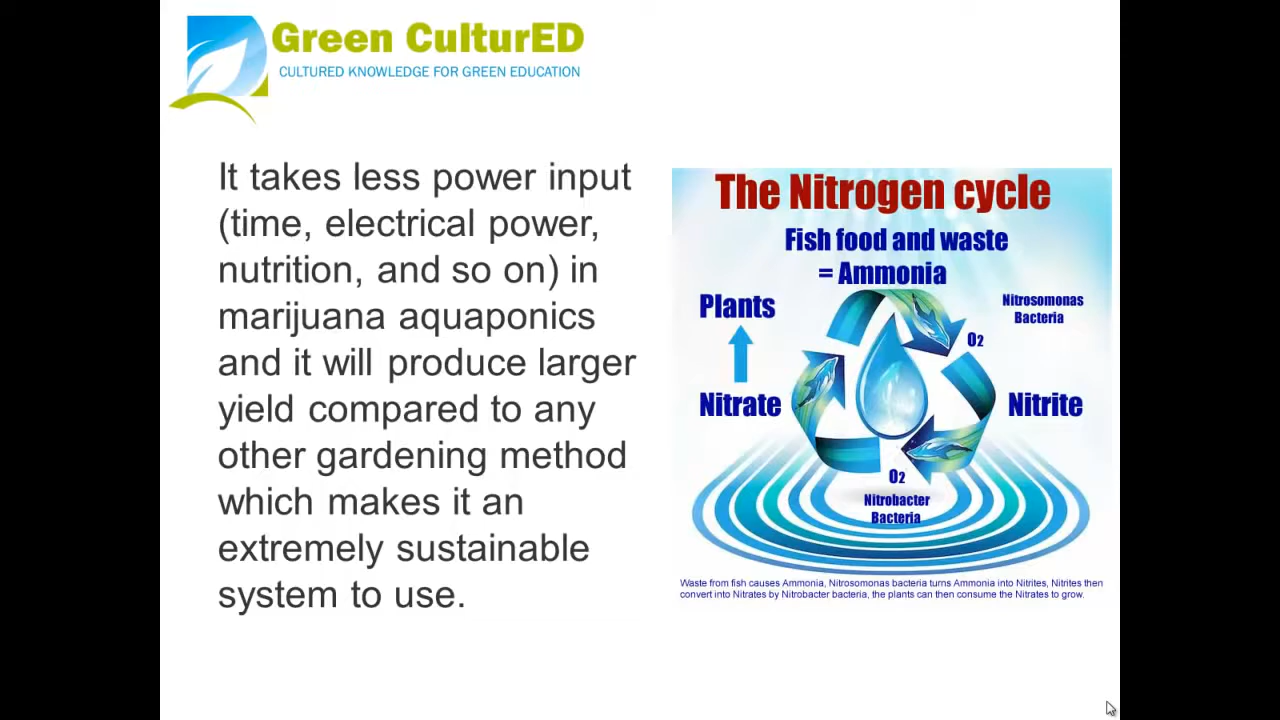 Green CulturED
CULTURED KNOWLEDGE FOR GREEN EDUCATION
It takes less power input
(time, electrical power,
nutrition, and so on) in
marijuana aquaponics
and it will produce larger
yield compared to any
other gardening method
which makes it an
extremely sustainable
system to use.
The Nitrogen cycle
Fish food and waste
= Ammonia
Plants
Nitrosomonas
Bacteria
O2
Nitrate
Nitrite
O2
Nitrobacter
Bacteria
Waste from fish causes Ammonia, Nitrosomonas bacteria turns Ammonia into Nitrites, Nitrites then
convert into Nitrates by Nitrobacter bacteria, the plants can then consume the Nitrates to grow.